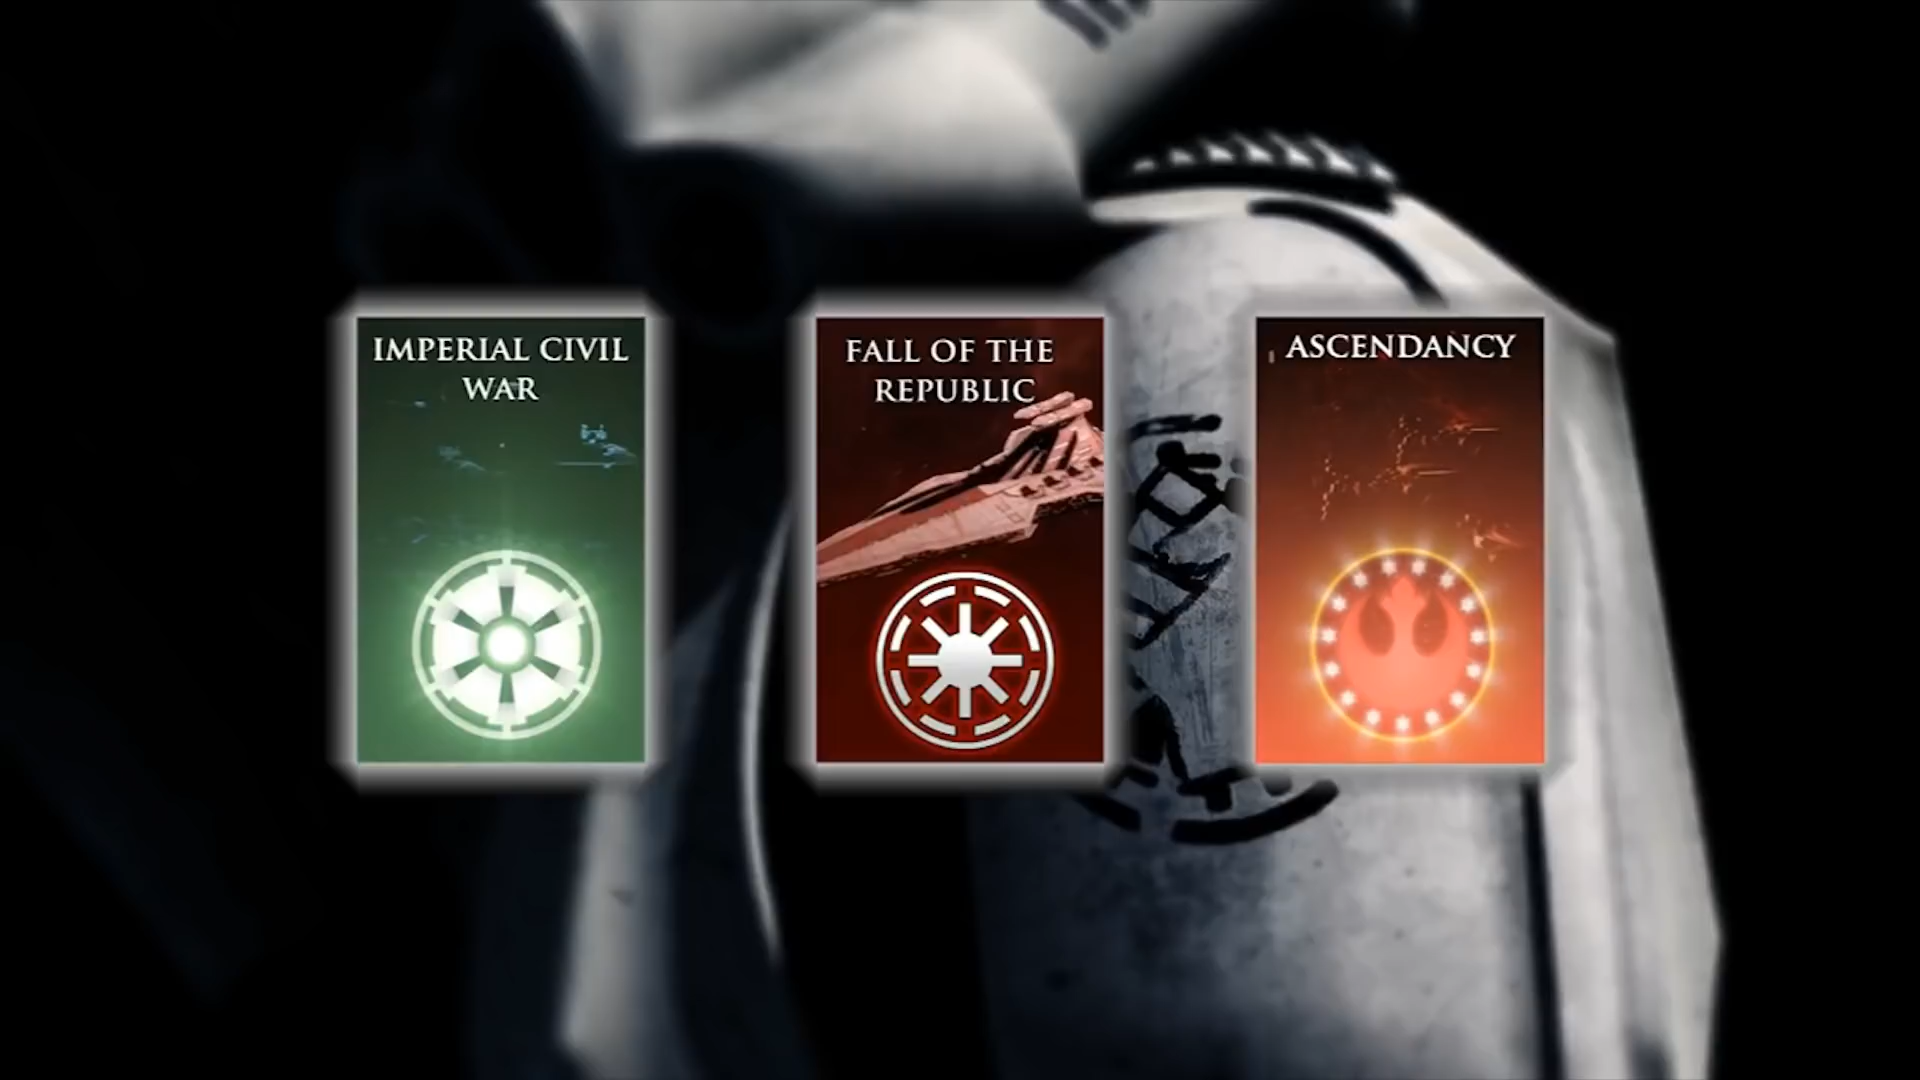 IMPERIAL CIVIL
WAR
FALL OF THE
REPUBLIC
ASCENDANCY